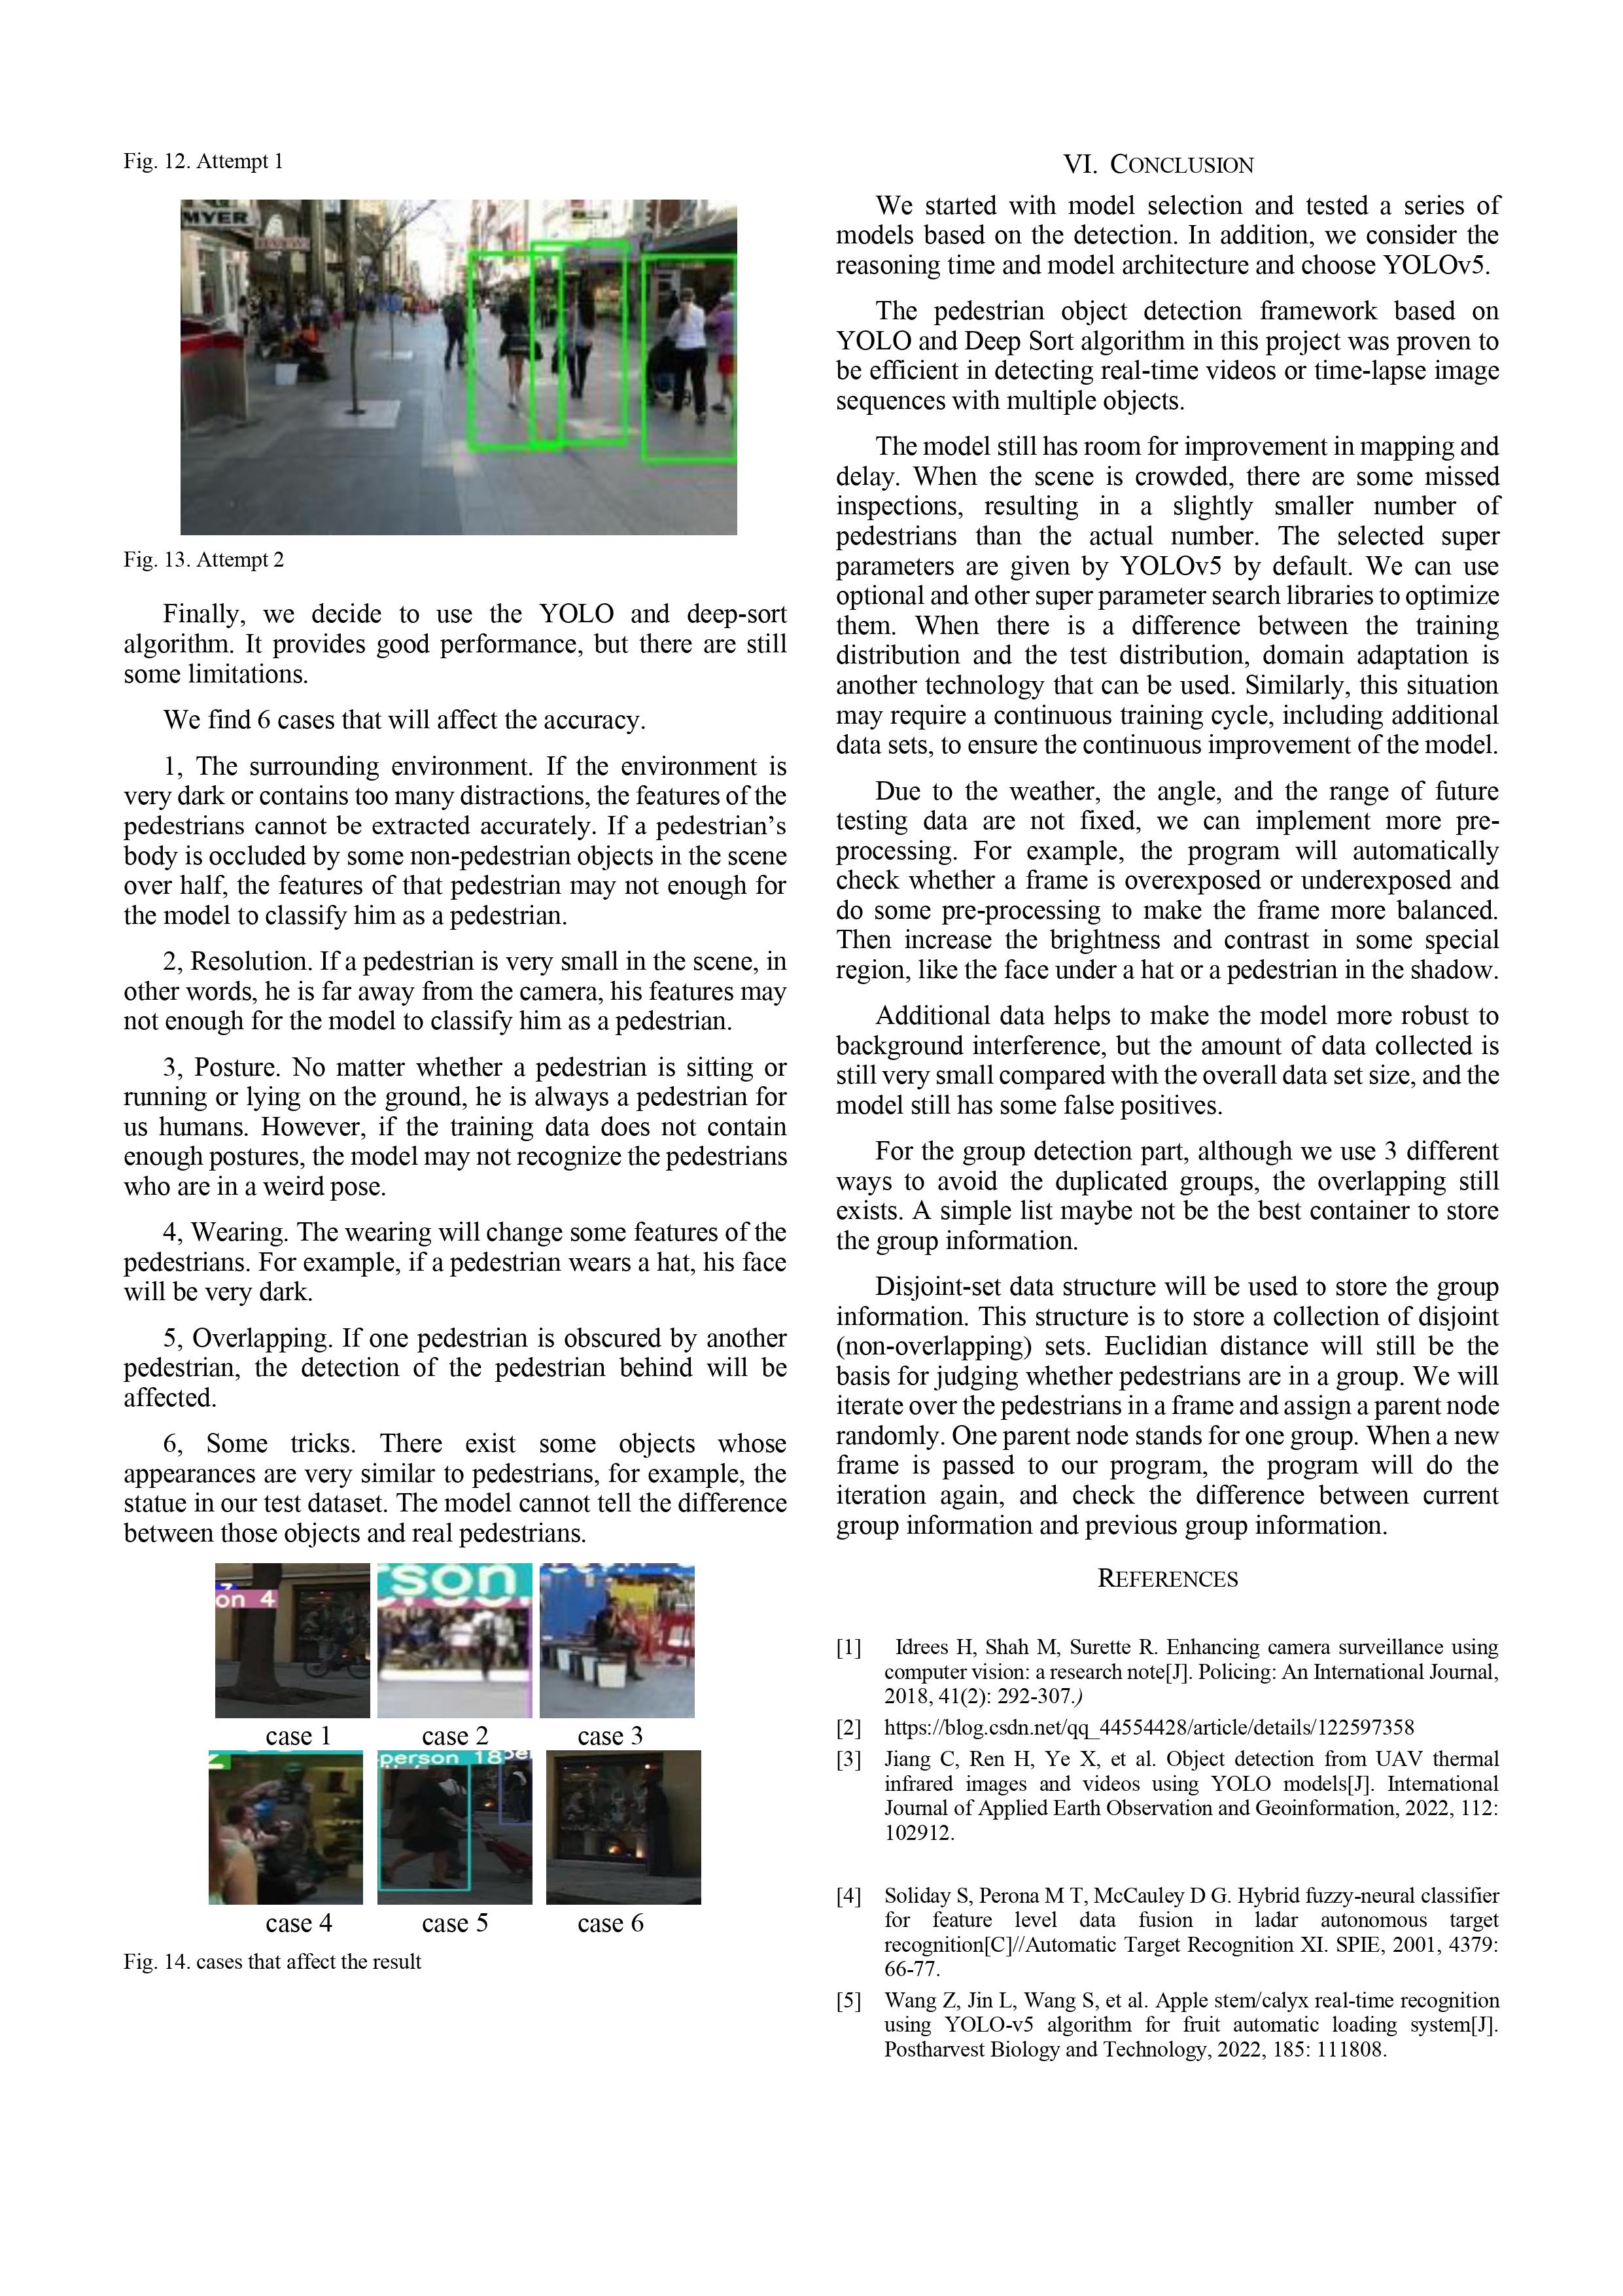 Fig. 12. Attempt 1
MYER
Fig. 13. Attempt 2
Finally, we decide to use the YOLO and deep-sort
algorithm. It provides good performance, but there are still
some limitations.
We find 6 cases that will affect the accuracy.
1, The surrounding environment. If the environment is
very dark or contains too many distractions, the features of the
pedestrians cannot be extracted accurately. If a pedestrian’s
body is occluded by some non-pedestrian objects in the scene
over half, the features of that pedestrian may not enough for
the model to classify him as a pedestrian.
2, Resolution. If a pedestrian is very small in the scene, in
other words, he is far away from the camera, his features may
not enough for the model to classify him as a pedestrian.
3, Posture. No matter whether a pedestrian is sitting or
running or lying on the ground, he is always a pedestrian for
us humans. However, if the training data does not contain
enough postures, the model may not recognize the pedestrians
who are in a weird pose.
4, Wearing. The wearing will change some features of the
pedestrians. For example, if a pedestrian wears a hat, his face
will be very dark.
5, Overlapping. If one pedestrian is obscured by another
pedestrian, the detection of the pedestrian behind will be
affected.
6, Some tricks. There exist some objects whose
appearances are very similar to pedestrians, for example, the
statue in our test dataset. The model cannot tell the difference
between those objects and real pedestrians.
on 4
rson
case 1 case 2 case 3
person 18
case 4 case 5 case 6
Fig. 14. cases that affect the result
VI. CONCLUSION
We started with model selection and tested a series of
models based on the detection. In addition, we consider the
reasoning time and model architecture and choose YOLOv5.
The pedestrian object detection framework based on
YOLO and Deep Sort algorithm in this project was proven to
be efficient in detecting real-time videos or time-lapse image
sequences with multiple objects.
The model still has room for improvement in mapping and
delay. When the scene is crowded, there are some missed
inspections, resulting in a slightly smaller number of
pedestrians than the actual number. The selected super
parameters are given by YOLOv5 by default. We can use
optional and other super parameter search libraries to optimize
them. When there is a difference between the training
distribution and the test distribution, domain adaptation is
another technology that can be used. Similarly, this situation
may require a continuous training cycle, including additional
data sets, to ensure the continuous improvement of the model.
Due to the weather, the angle, and the range of future
testing data are not fixed, we can implement more pre-
processing. For example, the program will automatically
check whether a frame is overexposed or underexposed and
do some pre-processing to make the frame more balanced.
Then increase the brightness and contrast in some special
region, like the face under a hat or a pedestrian in the shadow.
Additional data helps to make the model more robust to
background interference, but the amount of data collected is
still very small compared with the overall data set size, and the
model still has some false positives.
For the group detection part, although we use 3 different
ways to avoid the duplicated groups, the overlapping still
exists. A simple list maybe not be the best container to store
the group information.
Disjoint-set data structure will be used to store the group
information. This structure is to store a collection of disjoint
(non-overlapping) sets. Euclidian distance will still be the
basis for judging whether pedestrians are in a group. We will
iterate over the pedestrians in a frame and assign a parent node
randomly. One parent node stands for one group. When a new
frame is passed to our program, the program will do the
iteration again, and check the difference between current
group information and previous group information.
REFERENCES
[1] Idrees H, Shah M, Surette R. Enhancing camera surveillance using
computer vision: a research note[J]. Policing: An International Journal,
2018, 41(2): 292-307.)
[2] https://blog.csdn.net/qq_44554428/article/details/122597358
[3] Jiang C, Ren H, Ye X, et al. Object detection from UAV thermal
infrared images and videos using YOLO models[J]. International
Journal of Applied Earth Observation and Geoinformation, 2022, 112:
102912.
[4] Soliday S, Perona M T, McCauley D G. Hybrid fuzzy-neural classifier
for feature level data fusion in ladar autonomous target
recognition[C]//Automatic Target Recognition XI. SPIE, 2001, 4379:
66-77.
[5] Wang Z, Jin L, Wang S, et al. Apple stem/calyx real-time recognition
using YOLO-v5 algorithm for fruit automatic loading system[J].
Postharvest Biology and Technology, 2022, 185: 111808.